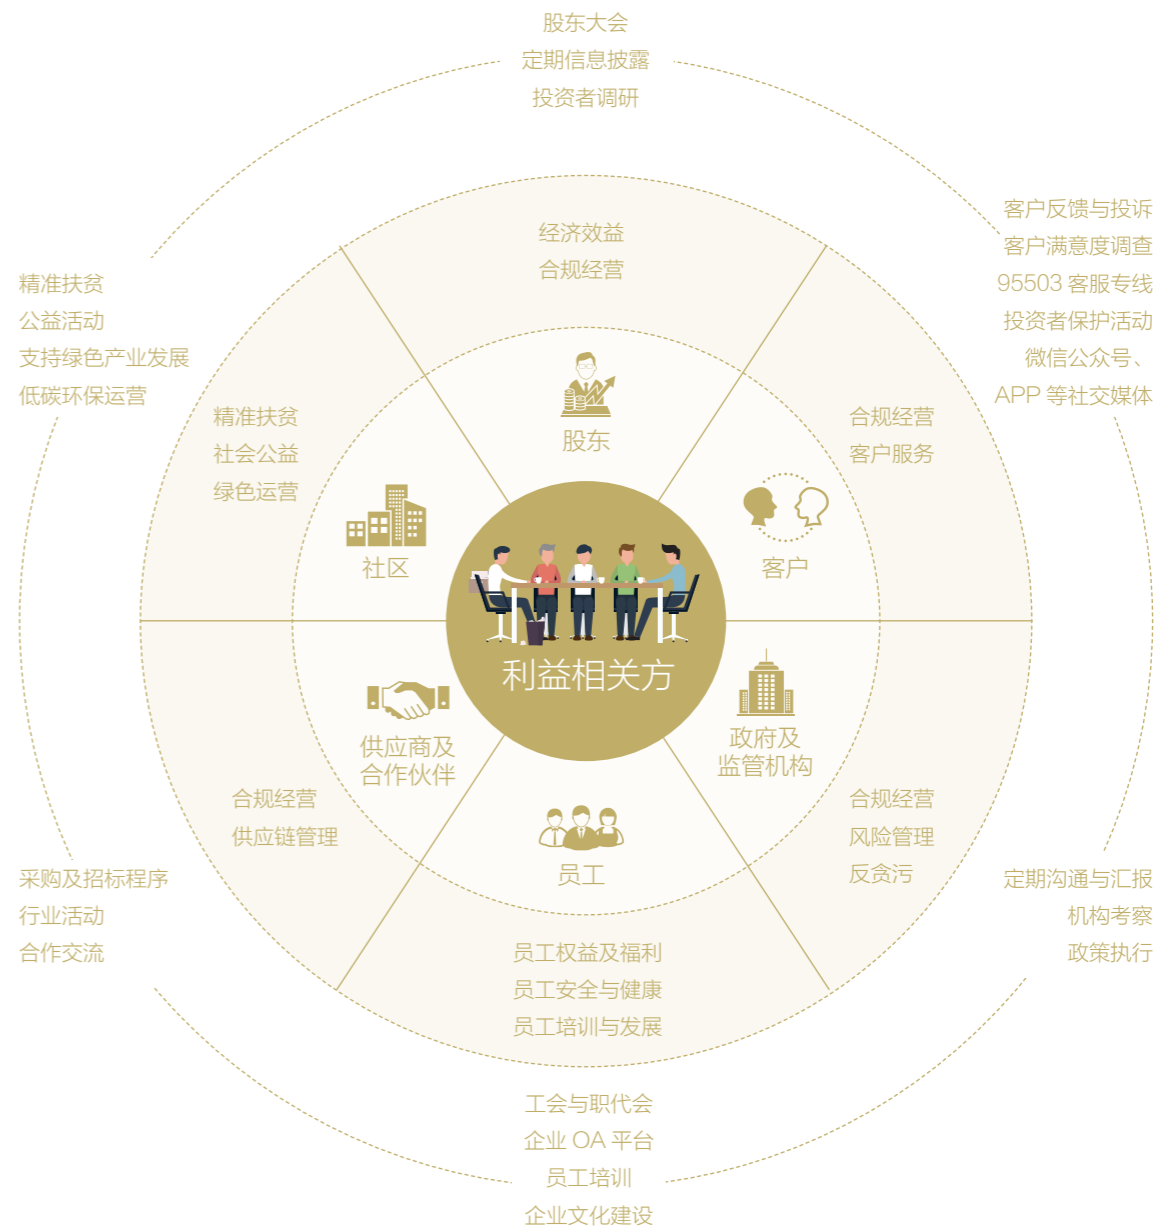 股东大会
定期信息披露
投资者调研
客户反馈与投诉
客户满意度调查
95503 客服专线
投资者保护活动
微信公众号、
APP 等社交媒体
精准扶贫
公益活动
支持绿色产业发展
低碳环保运营
经济效益
合规经营
精准扶贫
社会公益
绿色运营
合规经营
客户服务
股东
社区
客户
利益相关方
供应商及
合作伙伴
政府及
监管机构
员工
合规经营
供应链管理
合规经营
风险管理
反贪污
采购及招标程序
行业活动
合作交流
定期沟通与汇报
机构考察
政策执行
员工权益及福利
员工安全与健康
员工培训与发展
工会与职代会
企业 OA 平台
员工培训
企业文化建设